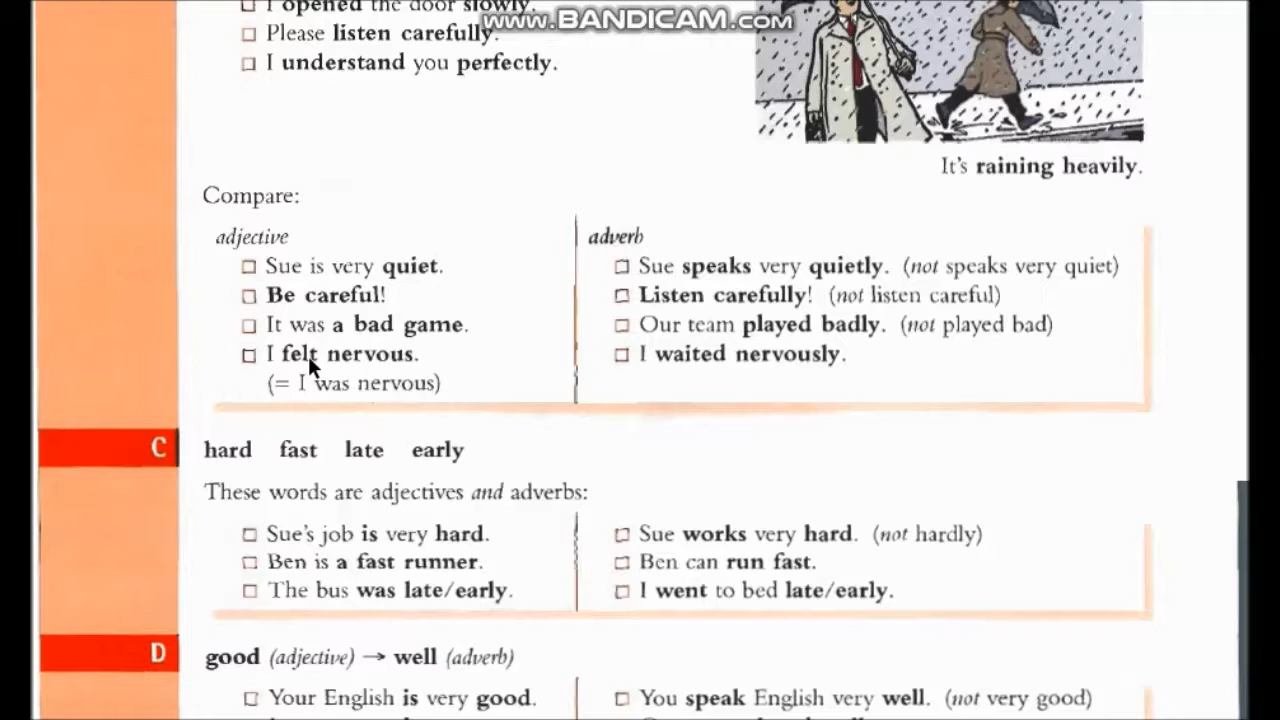 I opened the door slowly.
www.BANDICAM.com
Please listen carefully.
I understand you perfectly.
It's raining heavily.
Compare:
adjective
Sue is very quiet.
Be careful!
It was a bad game.
I felt nervous.
(= I was nervous)
adverb
Sue speaks very quietly. (not speaks very quiet)
Listen carefully! (not listen careful)
Our team played badly. (not played bad)
I waited nervously.
C
hard fast late early
These words are adjectives and adverbs:
Sue's job is very hard.
Ben is a fast runner.
The bus was late/early.
Sue works very hard. (not hardly)
Ben can run fast.
I went to bed late/early.
D
good (adjective) → well (adverb)
Your English is very good.
You speak English very well. (not very good)